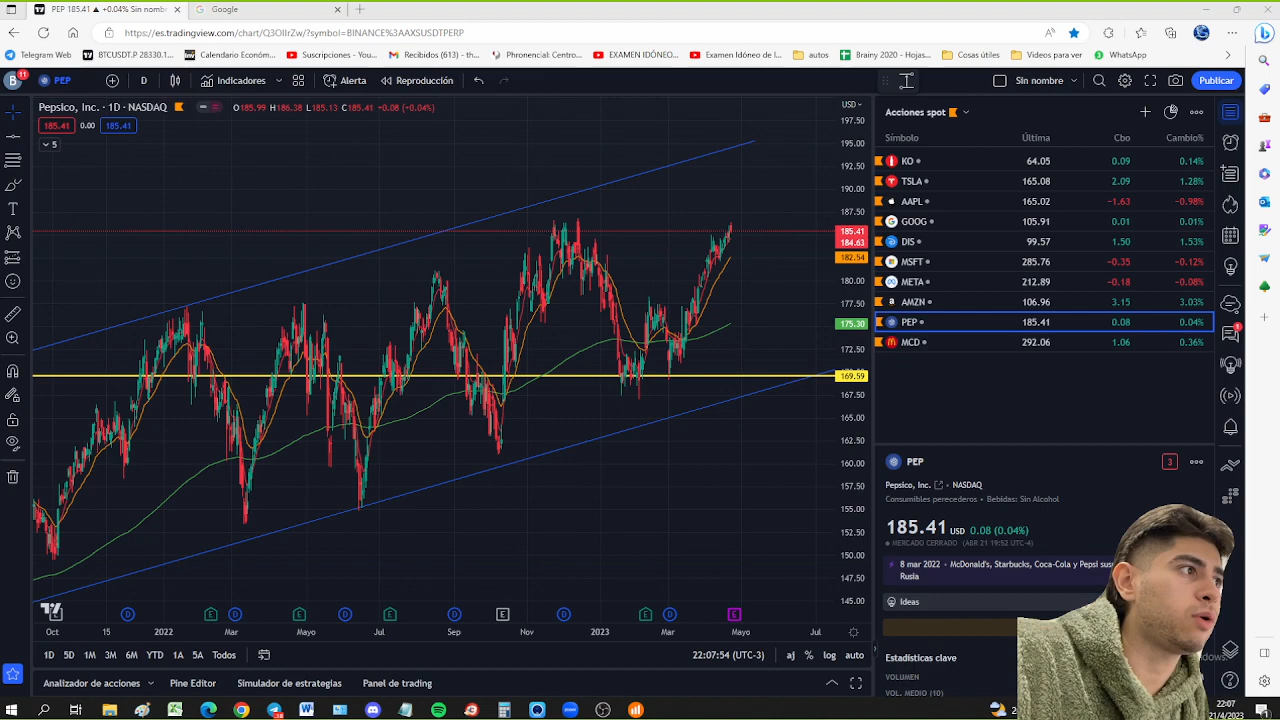 PEP 185.41 ▲ +0.04% Sin nomb
Google
https://es.tradingview.com/chart/Q3OIIrZw/?symbol=BINANCE%3AAXSUSDTPERP
Telegram Web
BTCUSDT.P 28330.1
Calendario Económ...
Suscripciones - You...
Recibidos (613) - th...
Phronencial: Centro...
EXAMEN IDÓNEO...
Examen Idóneo d...
autos
Brainy 2020 - Hojas...
Cosas útiles
Videos para ver
WhatsApp
11
PEP
D
Indicadores
Alerta
Reproducción
Sin nombre
Publicar
Pepsico, Inc. · 1D · NASDAQ
O185.99 H186.38 L185.13 C185.41 +0.08 (+0.04%)
185.41 0.00 185.41
5
USD
197.50
195.00
192.50
190.00
187.50
185.41
184.63
182.54
180.00
177.50
175.30
172.50
169.59
167.50
165.00
162.50
160.00
157.50
155.00
152.50
150.00
147.50
145.00
D E D E D E D E D E D E
Oct 15 2022 Mar Mayo Jul Sep Nov 2023 Mar Mayo Jul
1D 5D 1M 3M 6M YTD 1A 5A Todos
22:07:54 (UTC-3)
% log auto
Analizador de acciones
Pine Editor
Simulador de estrategias
Panel de trading
Acciones spot
Símbolo Última Cbo Cambio%
KO 64.05 0.09 0.14%
TSLA 165.08 2.09 1.28%
AAPL 165.02 −1.63 −0.98%
GOOG 105.91 0.01 0.01%
DIS 99.57 1.50 1.53%
MSFT 285.76 −0.35 −0.12%
META 212.89 −0.18 −0.08%
AMZN 106.96 3.15 3.03%
PEP 185.41 0.08 0.04%
MCD 292.06 1.06 0.36%
PEP
3
Pepsico, Inc. · NASDAQ
Consumibles perecederos · Bebidas: Sin Alcohol
185.41 USD 0.08 (0.04%)
MERCADO CERRADO (ABR 21 19:52 UTC-4)
8 mar 2022 · McDonald's, Starbucks, Coca-Cola y Pepsi sus
Rusia
Ideas
Estadísticas clave
VOLUMEN
VOL. MEDIO (10)
22:07
21/4/2023